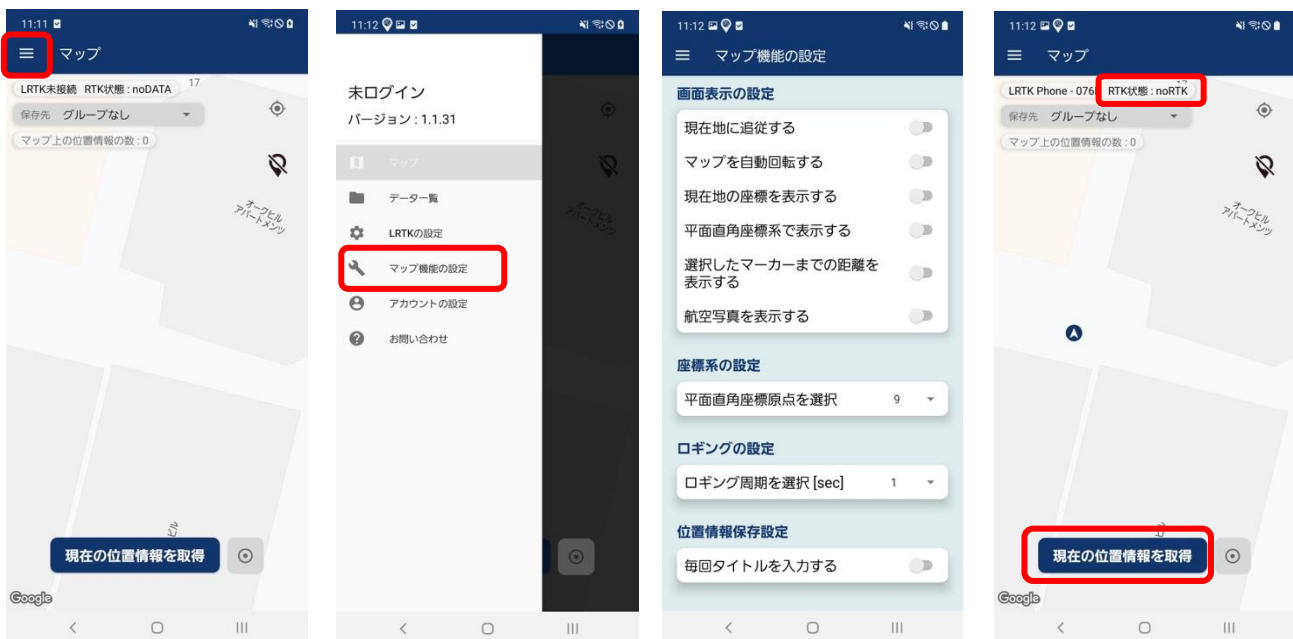 11:11
マップ
LRTK未接続 RTK状態 : noDATA
17
保存先 グループなし
マップ上の位置情報の数 : 0
オークヒル
アパートメンツ
ビル
現在の位置情報を取得
Google
11:12
未ログイン
バージョン : 1.1.31
マップ
データ一覧
LRTKの設定
マップ機能の設定
アカウントの設定
お問い合わせ
オークヒル
アパートメンツ
11:12
マップ機能の設定
画面表示の設定
現在地に追従する
マップを自動回転する
現在地の座標を表示する
平面直角座標系で表示する
選択したマーカーまでの距離を
表示する
航空写真を表示する
座標系の設定
平面直角座標原点を選択 9
ロギングの設定
ロギング周期を選択 [sec] 1
位置情報保存設定
毎回タイトルを入力する
11:12
マップ
LRTK Phone - 076 RTK状態 : noRTK
17
保存先 グループなし
マップ上の位置情報の数 : 0
オークヒル
アパートメンツ
現在の位置情報を取得
Google